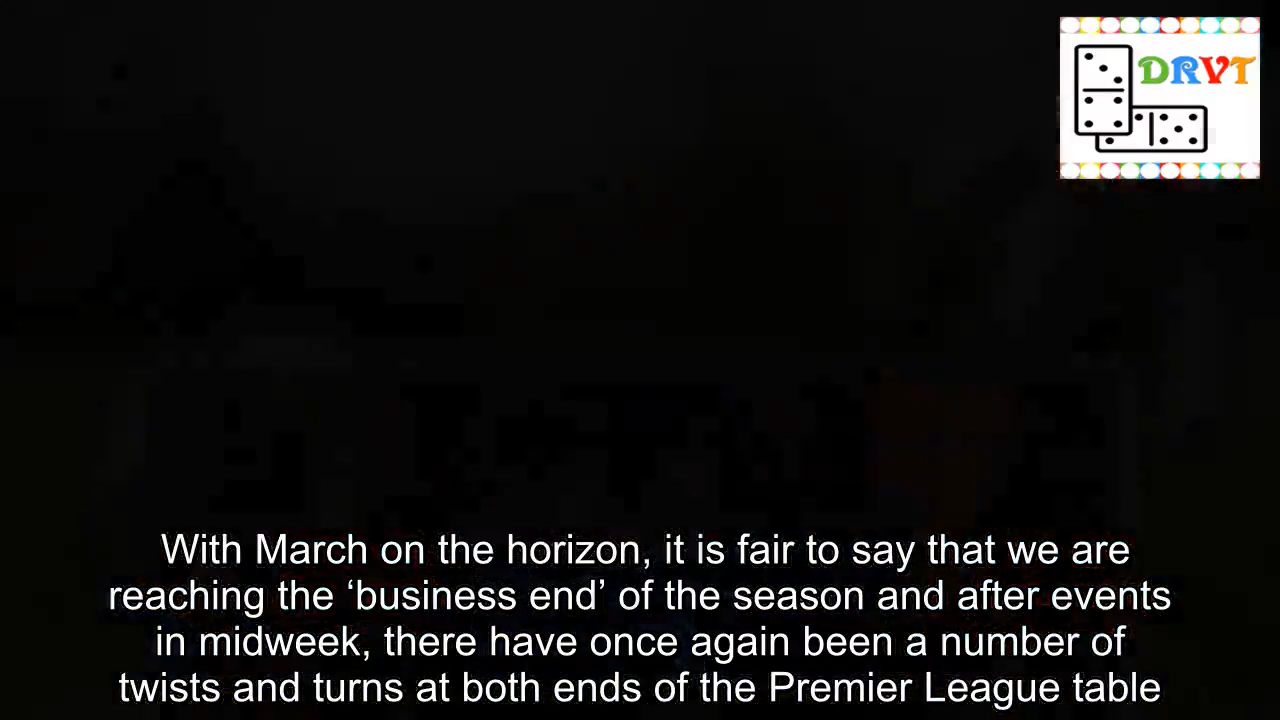 DRVT
With March on the horizon, it is fair to say that we are
reaching the ‘business end’ of the season and after events
in midweek, there have once again been a number of
twists and turns at both ends of the Premier League table